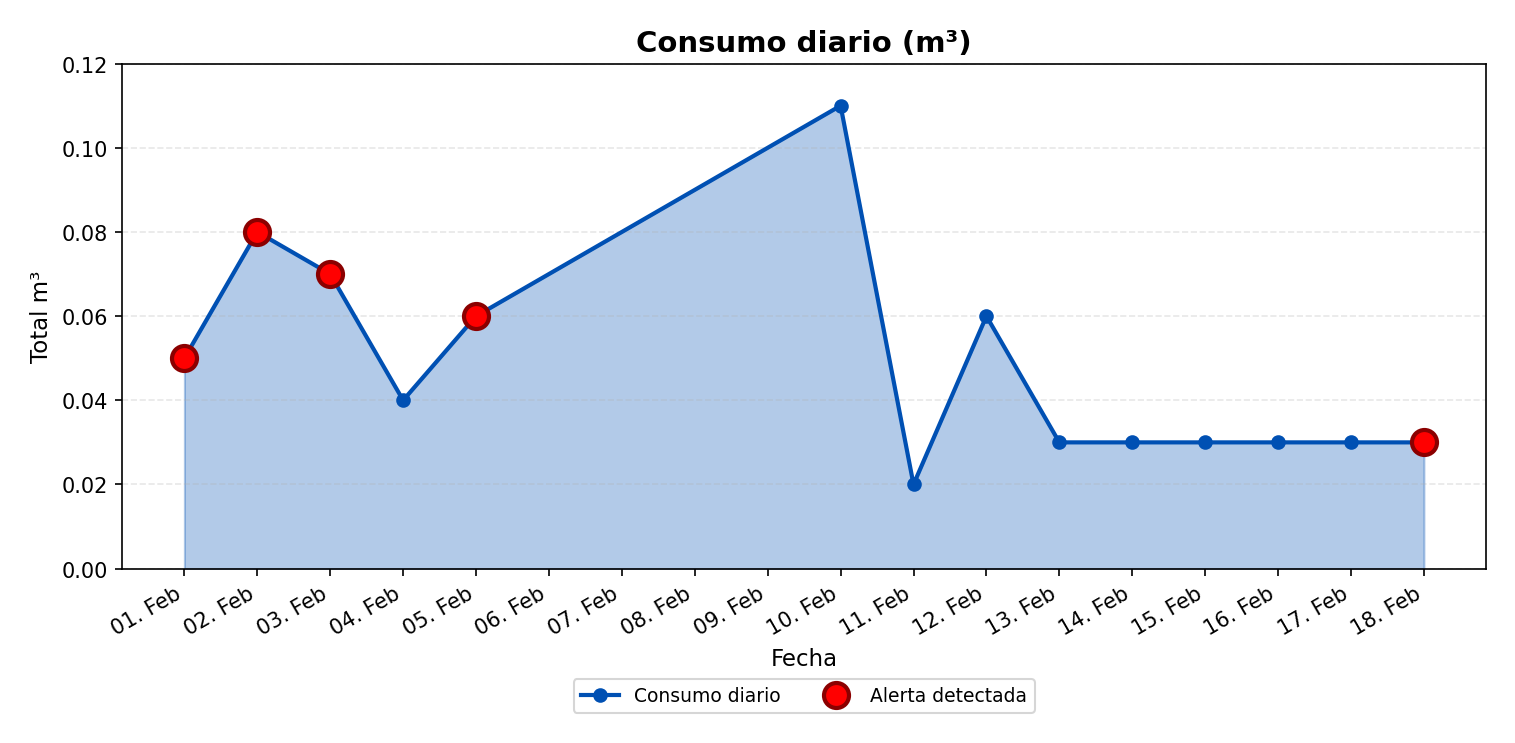 Consumo diario (m³)
0.12
0.10
0.08
0.06
0.04
0.02
0.00
Total m³
01. Feb
02. Feb
03. Feb
04. Feb
05. Feb
06. Feb
07. Feb
08. Feb
09. Feb
10. Feb
11. Feb
12. Feb
13. Feb
14. Feb
15. Feb
16. Feb
17. Feb
18. Feb
Fecha
Consumo diario
Alerta detectada